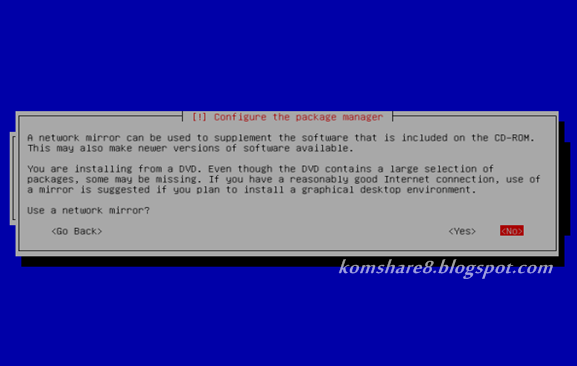 [!] Configure the package manager
A network mirror can be used to supplement the software that is included on the CD-ROM.
This may also make newer versions of software available.
You are installing from a DVD. Even though the DVD contains a large selection of
packages, some may be missing. If you have a reasonably good Internet connection, use of
a mirror is suggested if you plan to install a graphical desktop environment.
Use a network mirror?
<Go Back> <Yes> <No>
komshare8.blogspot.com